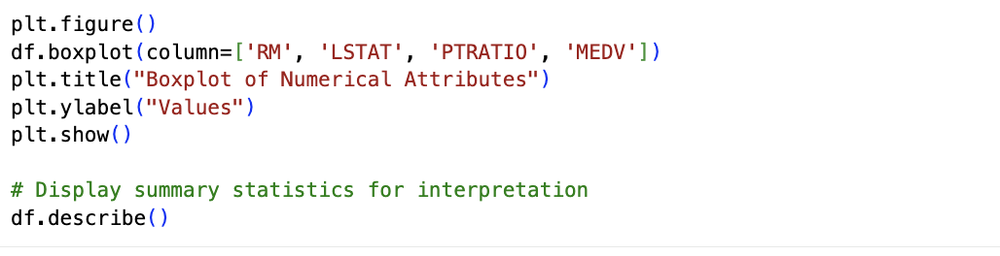 plt.figure()
df.boxplot(column=['RM', 'LSTAT', 'PTRATIO', 'MEDV'])
plt.title("Boxplot of Numerical Attributes")
plt.ylabel("Values")
plt.show()

# Display summary statistics for interpretation
df.describe()